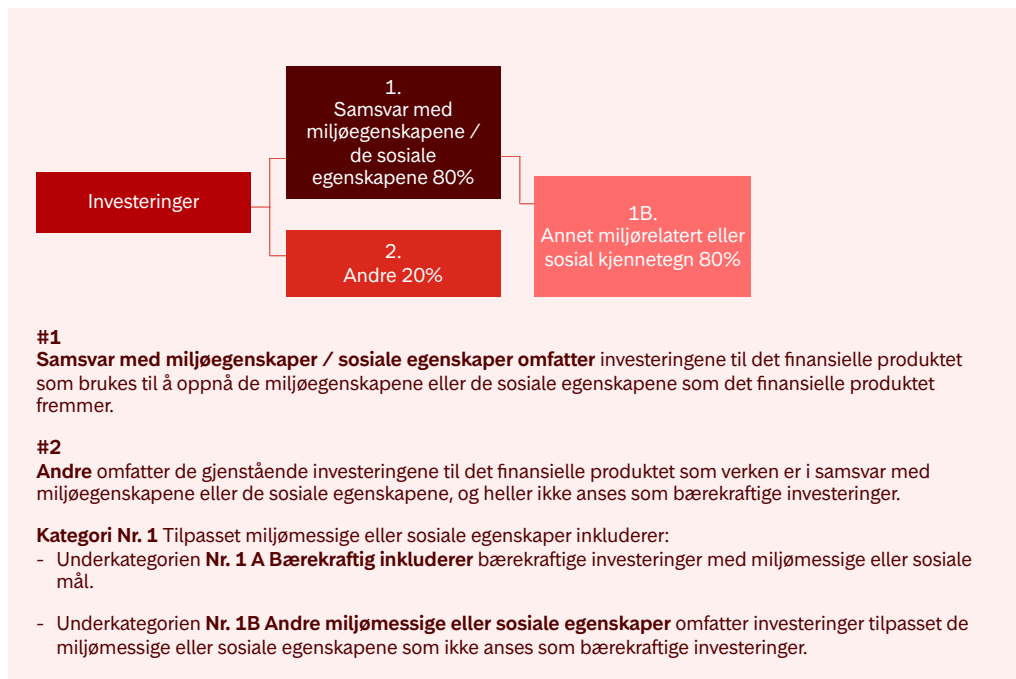 Investeringer
1.
Samsvar med
miljøegenskapene /
de sosiale
egenskapene 80%
2.
Andre 20%
1B.
Annet miljørelatert eller
sosial kjennetegn 80%
#1
Samsvar med miljøegenskaper / sosiale egenskaper omfatter investeringene til det finansielle produktet
som brukes til å oppnå de miljøegenskapene eller de sosiale egenskapene som det finansielle produktet
fremmer.
#2
Andre omfatter de gjenstående investeringene til det finansielle produktet som verken er i samsvar med
miljøegenskapene eller de sosiale egenskapene, og heller ikke anses som bærekraftige investeringer.
Kategori Nr. 1 Tilpasset miljømessige eller sosiale egenskaper inkluderer:
- Underkategorien Nr. 1 A Bærekraftig inkluderer bærekraftige investeringer med miljømessige eller sosiale
mål.
- Underkategorien Nr. 1B Andre miljømessige eller sosiale egenskaper omfatter investeringer tilpasset de
miljømessige eller sosiale egenskapene som ikke anses som bærekraftige investeringer.